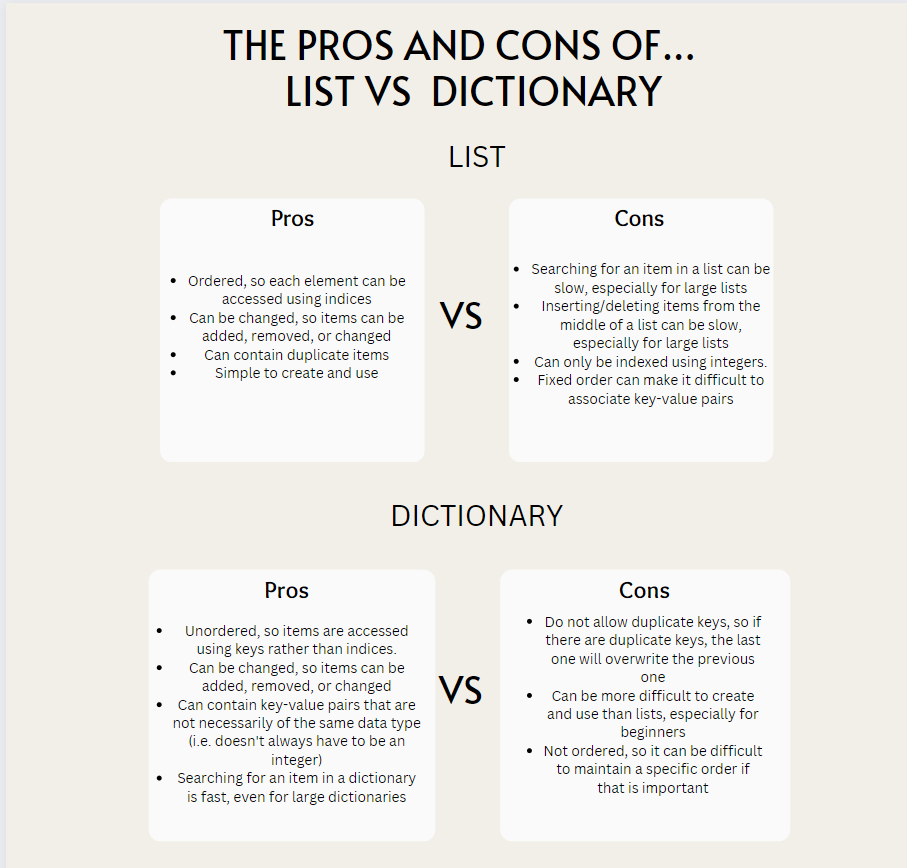 THE PROS AND CONS OF...
LIST VS DICTIONARY
LIST
Pros
• Ordered, so each element can be
accessed using indices
• Can be changed, so items can be
added, removed, or changed
• Can contain duplicate items
• Simple to create and use
VS
Cons
• Searching for an item in a list can be
slow, especially for large lists
• Inserting/deleting items from the
middle of a list can be slow,
especially for large lists
• Can only be indexed using integers.
• Fixed order can make it difficult to
associate key-value pairs
DICTIONARY
Pros
• Unordered, so items are accessed
using keys rather than indices.
• Can be changed, so items can be
added, removed, or changed
• Can contain key-value pairs that are
not necessarily of the same data type
(i.e. doesn't always have to be an
integer)
• Searching for an item in a dictionary
is fast, even for large dictionaries
VS
Cons
• Do not allow duplicate keys, so if
there are duplicate keys, the last
one will overwrite the previous
one
• Can be more difficult to create
and use than lists, especially for
beginners
• Not ordered, so it can be difficult
to maintain a specific order if
that is important